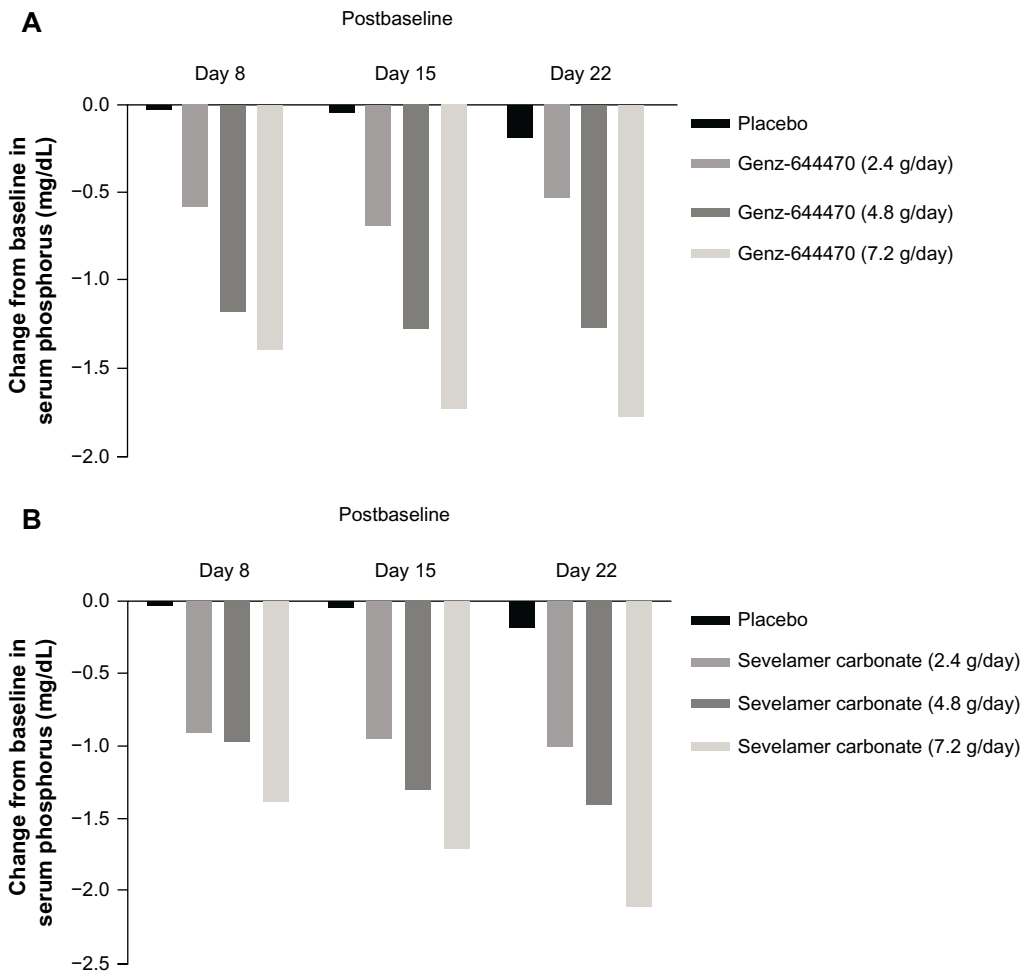 A
Postbaseline
Day 8 Day 15 Day 22
0.0
−0.5
−1.0
−1.5
−2.0
Change from baseline in
serum phosphorus (mg/dL)
Placebo
Genz-644470 (2.4 g/day)
Genz-644470 (4.8 g/day)
Genz-644470 (7.2 g/day)
B
Postbaseline
Day 8 Day 15 Day 22
0.0
−0.5
−1.0
−1.5
−2.0
−2.5
Change from baseline in
serum phosphorus (mg/dL)
Placebo
Sevelamer carbonate (2.4 g/day)
Sevelamer carbonate (4.8 g/day)
Sevelamer carbonate (7.2 g/day)